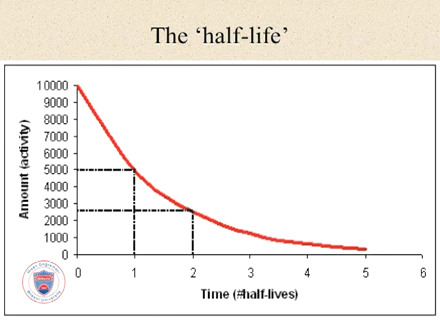 The ‘half-life’
10000
9000
8000
7000
6000
5000
4000
3000
2000
1000
0
Amount (activity)
0 1 2 3 4 5 6
Time (#half-lives)